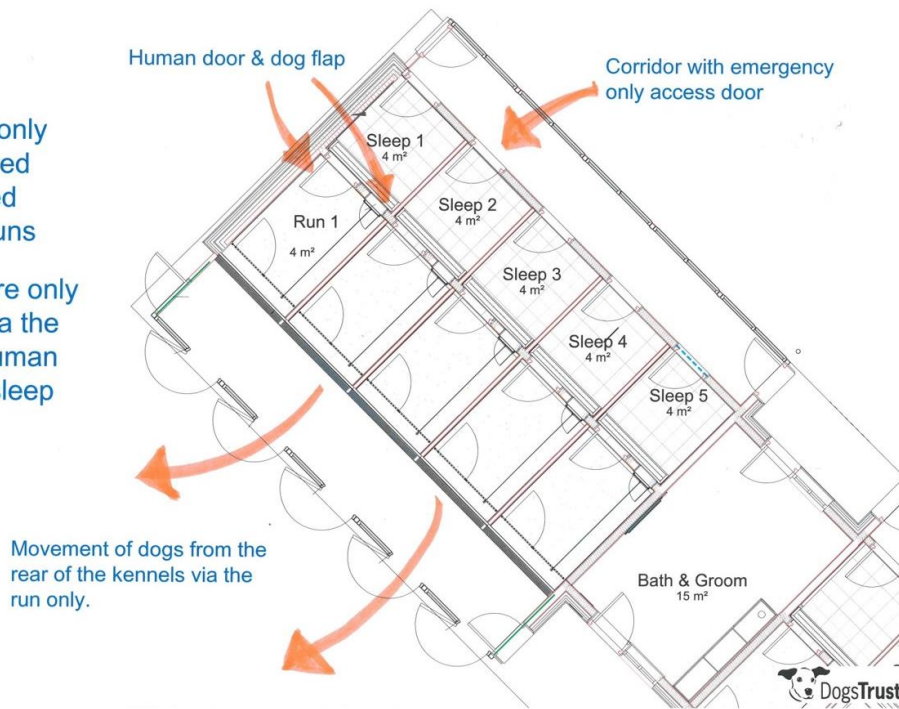 Human door & dog flap
Corridor with emergency
only access door
only
ed
ed
uns
re only
a the
uman
sleep
Sleep 1
4 m²
Sleep 2
4 m²
Run 1
4 m²
Sleep 3
4 m²
Sleep 4
4 m²
Sleep 5
4 m²
Movement of dogs from the
rear of the kennels via the
run only.
Bath & Groom
15 m²
DogsTrust